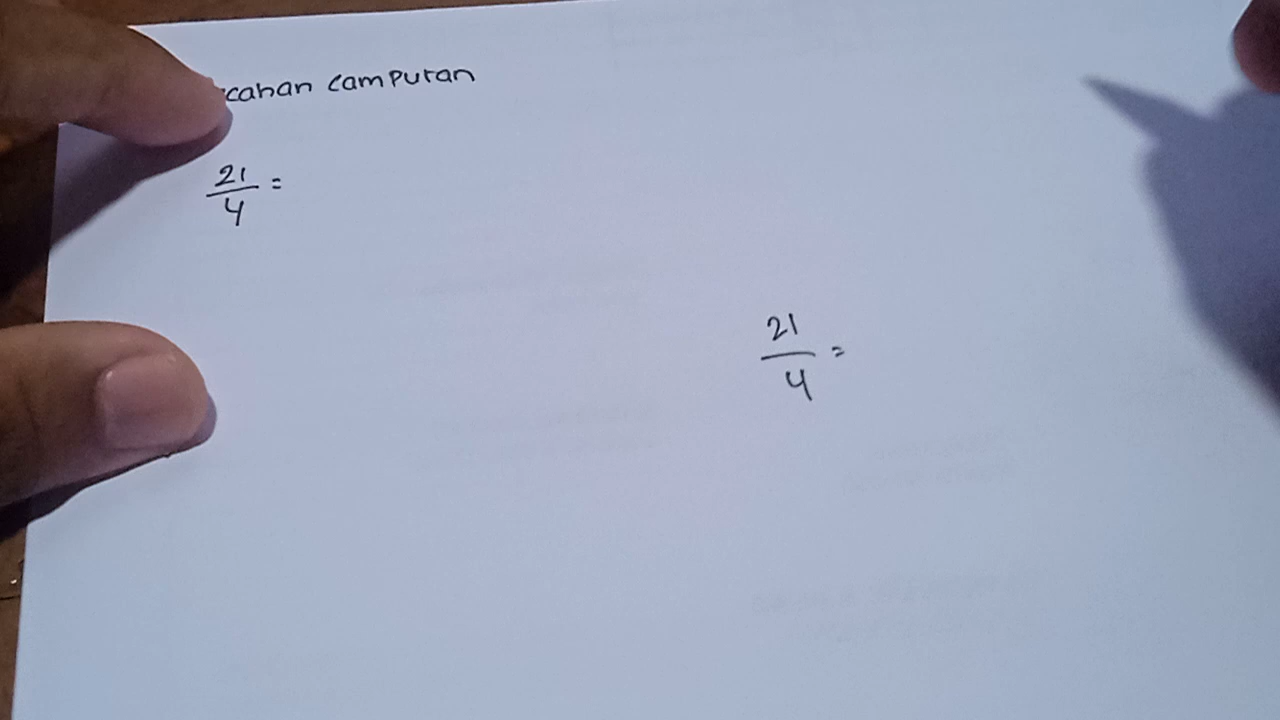 cahan campuran
21/4 =
21/4 =